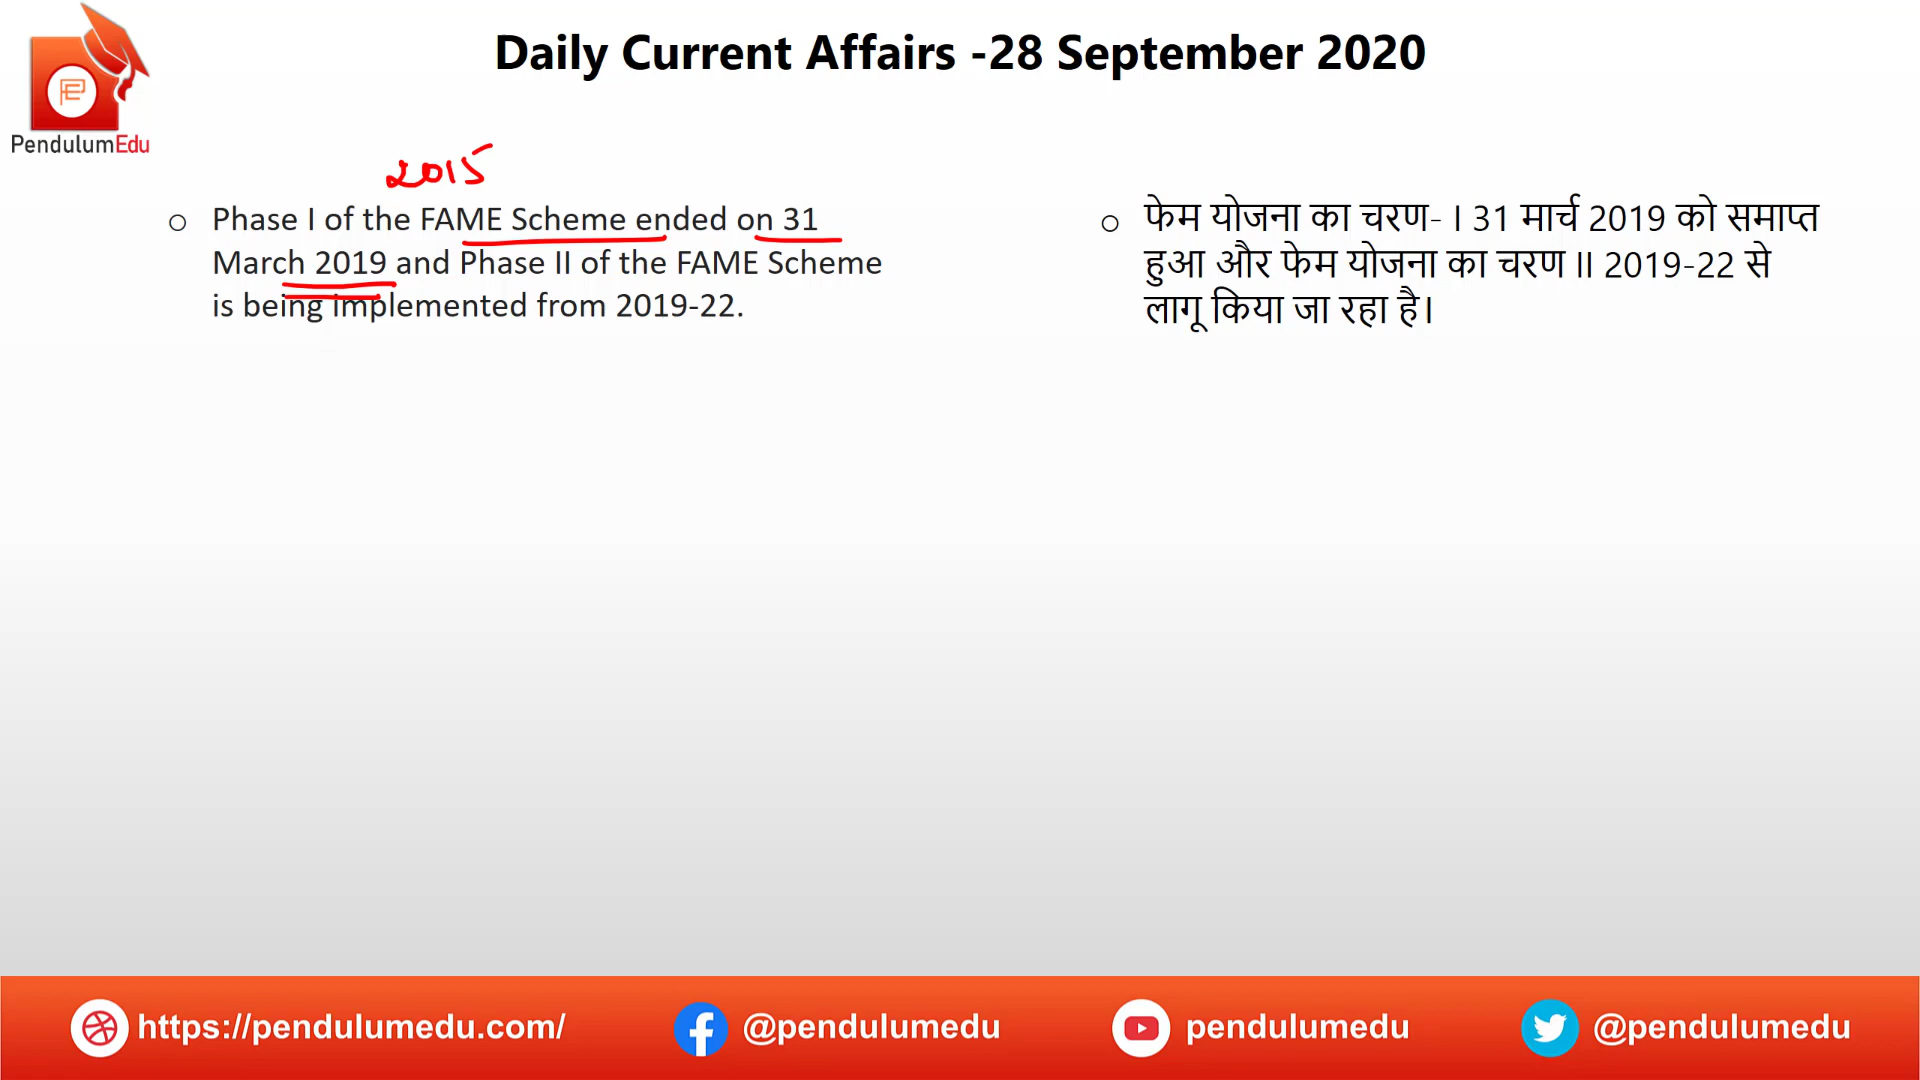 Daily Current Affairs -28 September 2020
PendulumEdu
2015
○ Phase I of the FAME Scheme ended on 31
March 2019 and Phase II of the FAME Scheme
is being implemented from 2019-22.
○ फेम योजना का चरण- I 31 मार्च 2019 को समाप्त
हुआ और फेम योजना का चरण II 2019-22 से
लागू किया जा रहा है।
https://pendulumedu.com/
@pendulumedu
pendulumedu
@pendulumedu